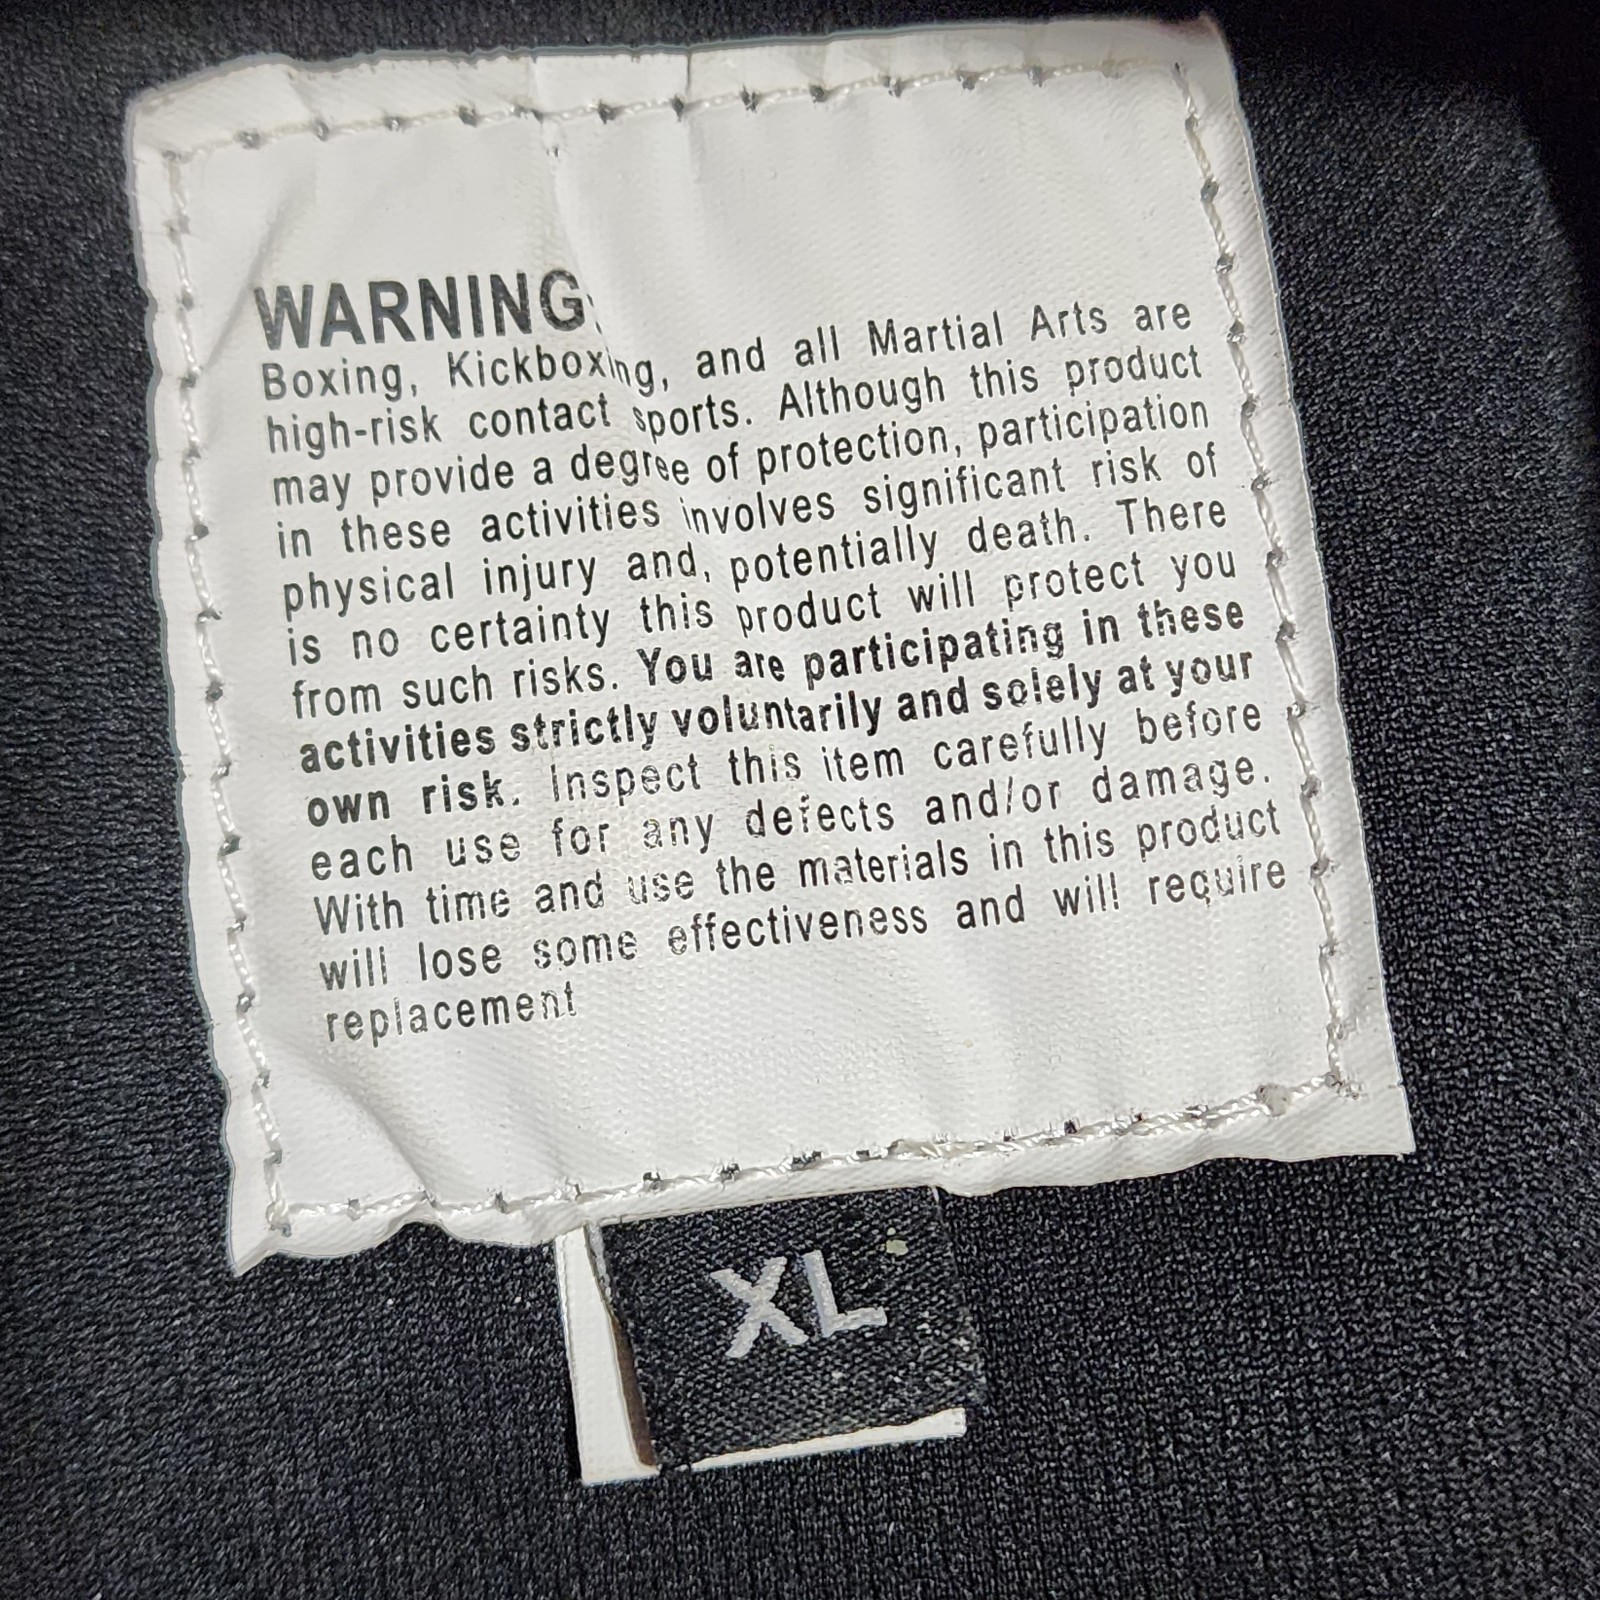 WARNING:
Boxing, Kickboxing, and all Martial Arts are
high-risk contact sports. Although this product
may provide a degree of protection, participation
in these activities involves significant risk of
physical injury and, potentially death. There
is no certainty this product will protect you
from such risks. You are participating in these
activities strictly voluntarily and solely at your
own risk. Inspect this item carefully before
each use for any defects and/or damage.
With time and use the materials in this product
will lose some effectiveness and will require
replacement
XL